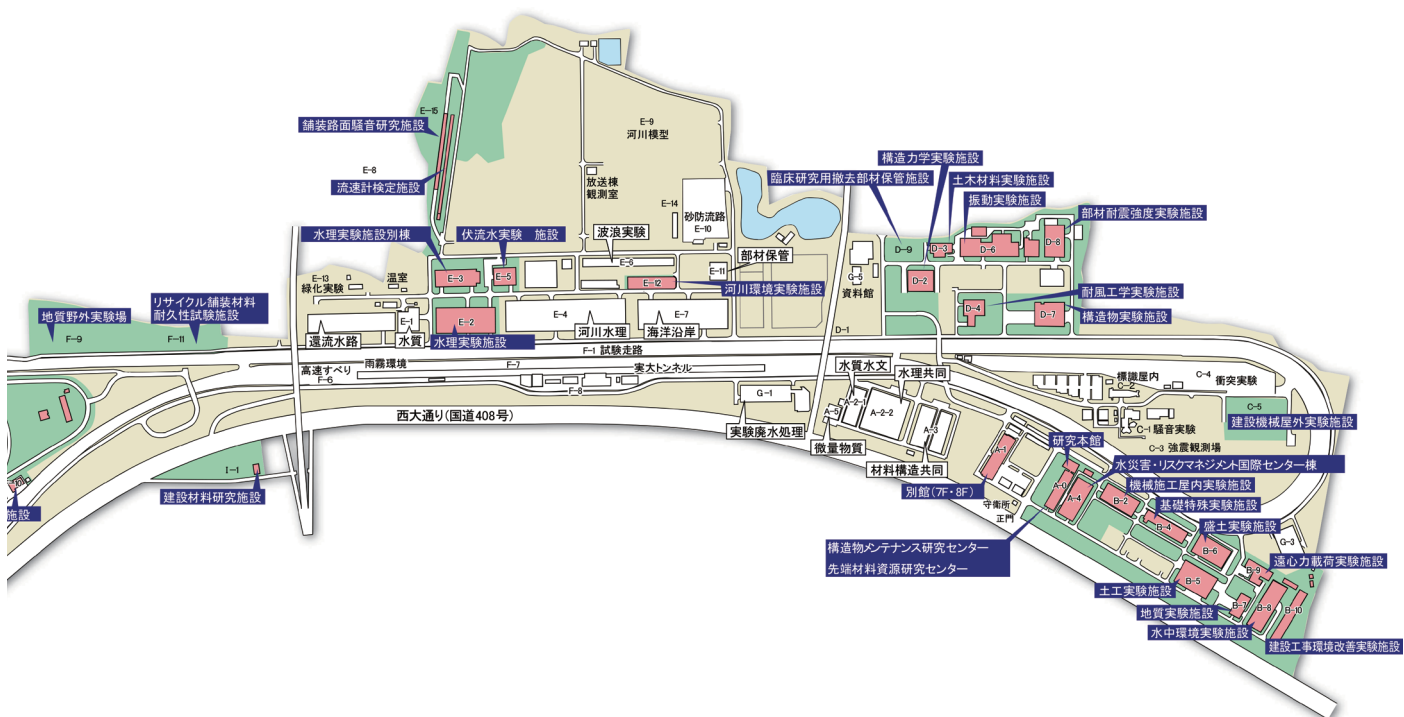 E-15
舗装路面騒音研究施設
E-8
流速計検定施設
E-9
河川模型
放送棟
観測室
E-14
砂防流路
E-10
構造力学実験施設
臨床研究用撤去部材保管施設
土木材料実験施設
振動実験施設
部材耐震強度実験施設
水理実験施設別棟
伏流水実験 施設
波浪実験
部材保管
E-6
E-11
E-3
E-5
E-12
河川環境実験施設
E-13
緑化実験
温室
G-5
資料館
D-9
D-3
D-6
D-8
D-2
D-4
D-7
耐風工学実験施設
構造物実験施設
リサイクル舗装材料
耐久性試験施設
地質野外実験場
F-9
F-11
E-1
E-2
E-4
E-7
D-1
還流水路
水質
水理実験施設
河川水理
海洋沿岸
F-1 試験走路
雨霧環境
高速すべり
F-6
F-7
実大トンネル
F-8
西大通り(国道408号)
G-1
実験廃水処理
水質水文
水理共同
A-5
A-2-1
A-2-2
A-3
微量物質
材料構造共同
標識屋内
C-2
C-4
衝突実験
C-5
建設機械屋外実験施設
C-1 騒音実験
C-3 強震観測場
I-1
建設材料研究施設
施設
A-1
別館(7F・8F)
守衛所
正門
研究本館
A-0
A-4
水災害・リスクマネジメント国際センター棟
機械施工屋内実験施設
B-2
基礎特殊実験施設
B-4
盛土実験施設
B-6
G-3
遠心力載荷実験施設
B-9
構造物メンテナンス研究センター
先端材料資源研究センター
B-5
土工実験施設
B-7
B-8
B-10
地質実験施設
水中環境実験施設
建設工事環境改善実験施設